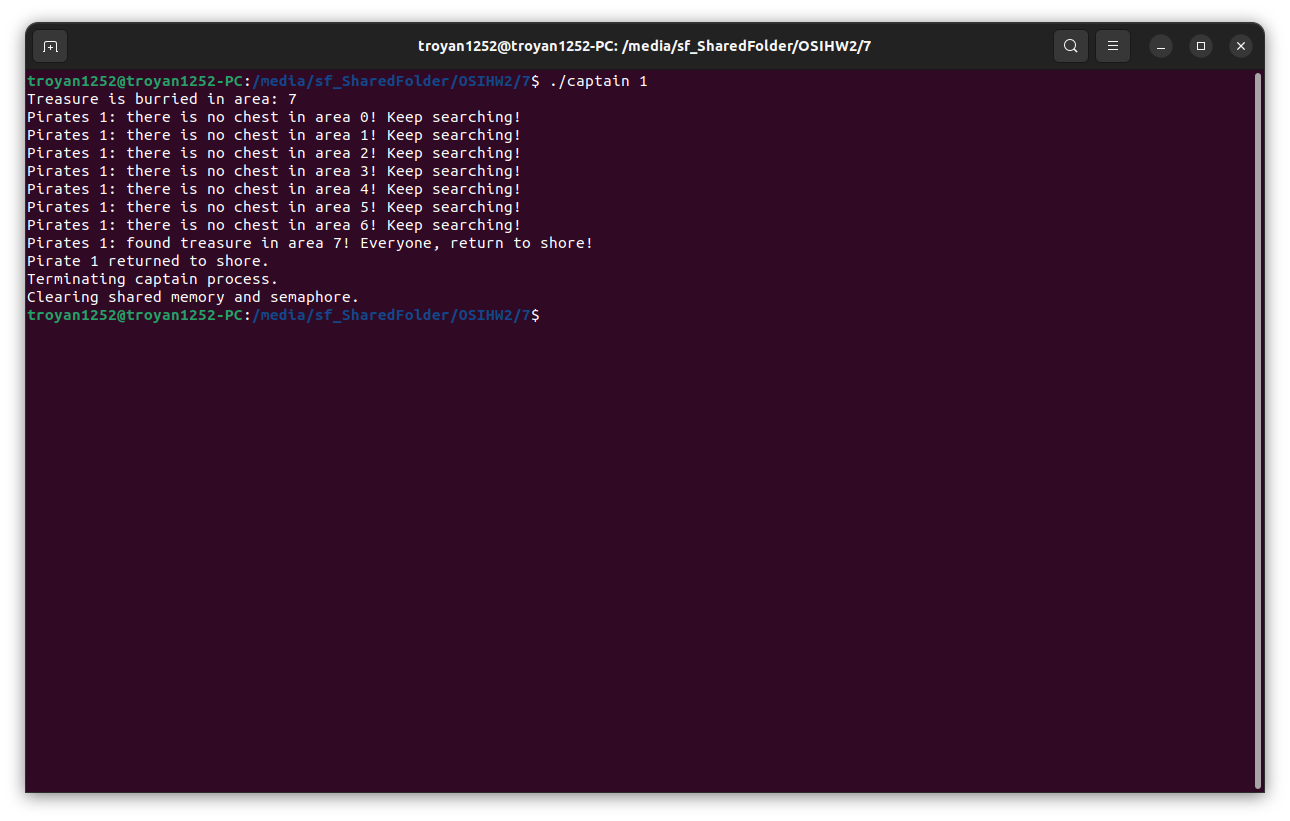 troyan1252@troyan1252-PC: /media/sf_SharedFolder/OSIHW2/7
troyan1252@troyan1252-PC:/media/sf_SharedFolder/OSIHW2/7$ ./captain 1
Treasure is burried in area: 7
Pirates 1: there is no chest in area 0! Keep searching!
Pirates 1: there is no chest in area 1! Keep searching!
Pirates 1: there is no chest in area 2! Keep searching!
Pirates 1: there is no chest in area 3! Keep searching!
Pirates 1: there is no chest in area 4! Keep searching!
Pirates 1: there is no chest in area 5! Keep searching!
Pirates 1: there is no chest in area 6! Keep searching!
Pirates 1: found treasure in area 7! Everyone, return to shore!
Pirate 1 returned to shore.
Terminating captain process.
Clearing shared memory and semaphore.
troyan1252@troyan1252-PC:/media/sf_SharedFolder/OSIHW2/7$